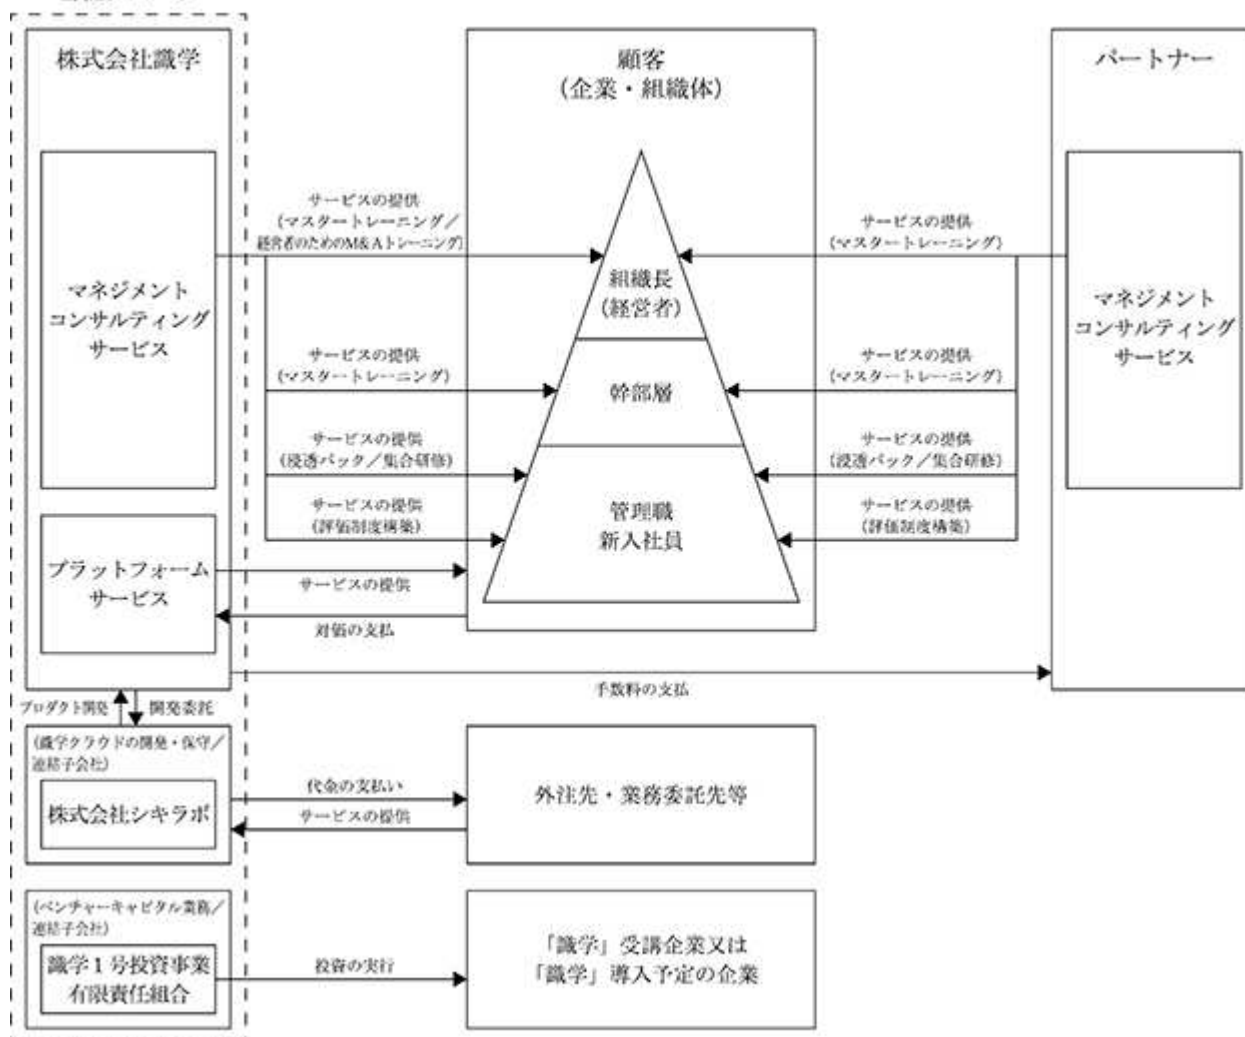 株式会社識学
マネジメント
コンサルティング
サービス
プラットフォーム
サービス
サービスの提供
(マスタートレーニング/
経営者のためのM&Aトレーニング)
サービスの提供
(マスタートレーニング)
サービスの提供
(浸透パック/集合研修)
サービスの提供
(評価制度構築)
サービスの提供
対価の支払
顧客
(企業・組織体)
組織長
(経営者)
幹部層
管理職
新入社員
サービスの提供
(マスタートレーニング)
サービスの提供
(マスタートレーニング)
サービスの提供
(浸透パック/集合研修)
サービスの提供
(評価制度構築)
パートナー
マネジメント
コンサルティング
サービス
手数料の支払
プロダクト開発
開発委託
(識学クラウドの開発・保守/
連結子会社)
株式会社シキラボ
代金の支払い
サービスの提供
外注先・業務委託先等
(ベンチャーキャピタル業務/
連結子会社)
識学1号投資事業
有限責任組合
投資の実行
「識学」受講企業又は
「識学」導入予定の企業